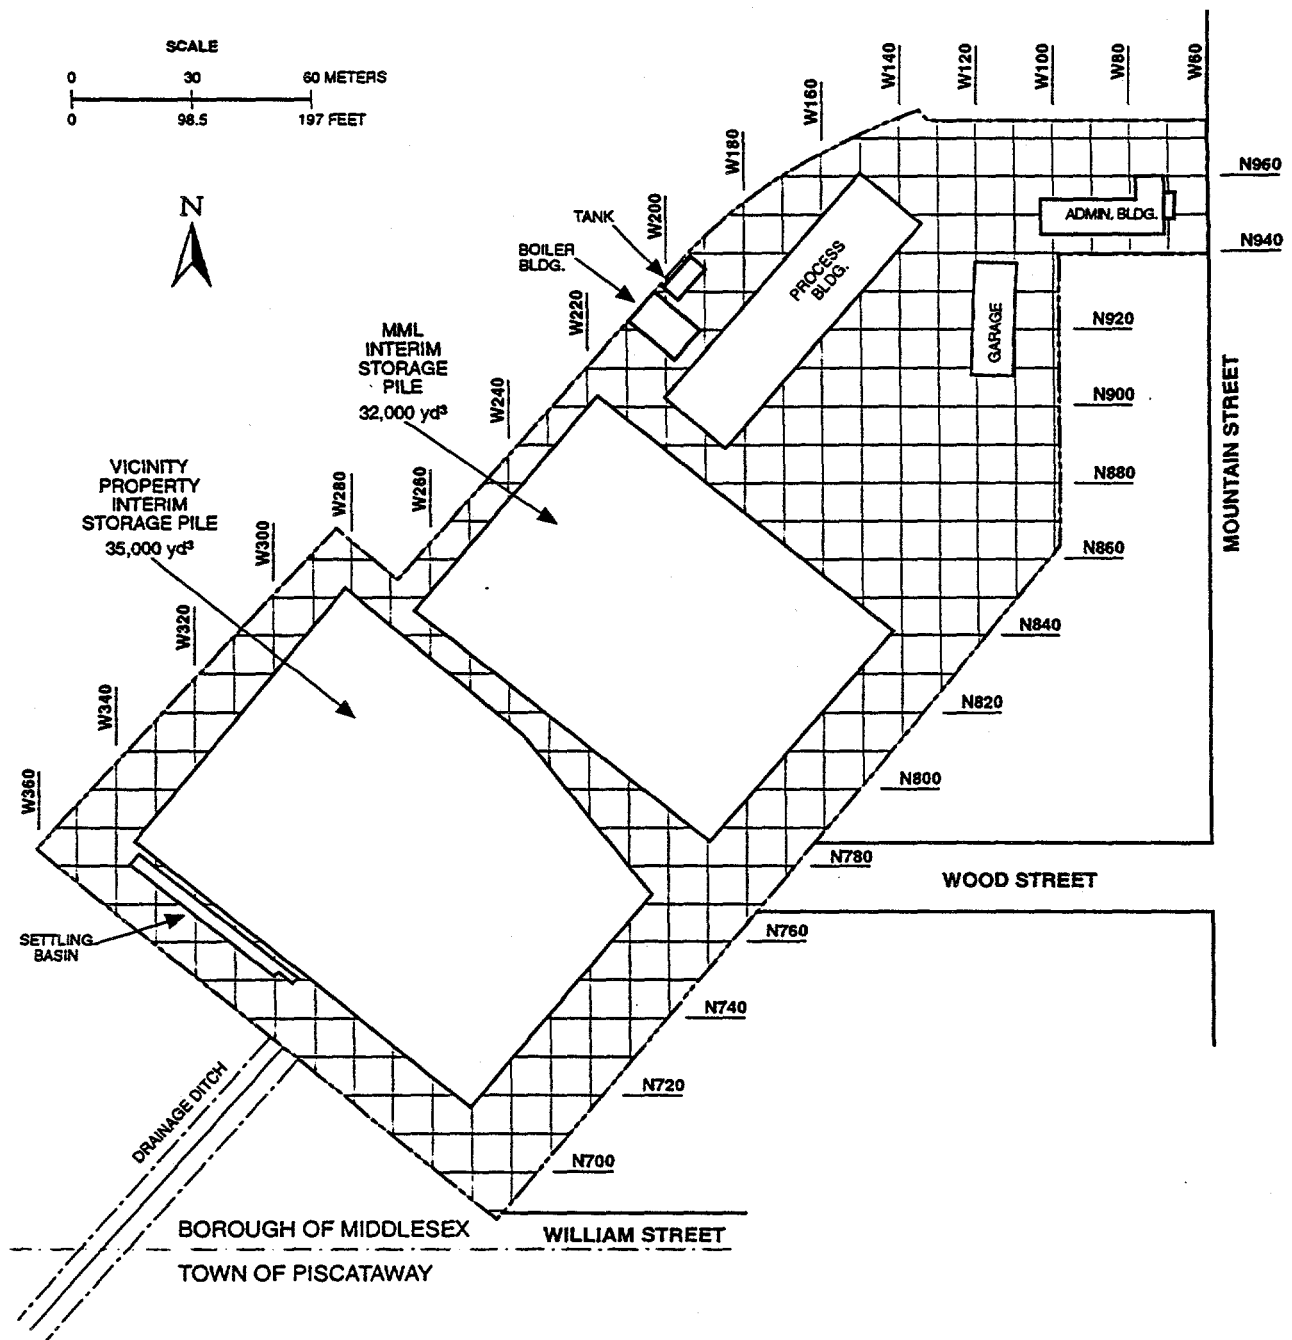 SCALE
0 30 60 METERS
0 98.5 197 FEET
N
W360
W340
W320
W300
W280
W260
W240
W220
W200
W180
W160
W140
W120
W100
W80
W60
N960
N940
N920
N900
N880
N860
N840
N820
N800
N780
N760
N740
N720
N700
TANK
BOILER
BLDG.
PROCESS
BLDG.
ADMIN. BLDG.
GARAGE
MML
INTERIM
STORAGE
PILE
32,000 yd³
VICINITY
PROPERTY
INTERIM
STORAGE PILE
35,000 yd³
MOUNTAIN STREET
WOOD STREET
SETTLING
BASIN
DRAINAGE DITCH
BOROUGH OF MIDDLESEX
WILLIAM STREET
TOWN OF PISCATAWAY